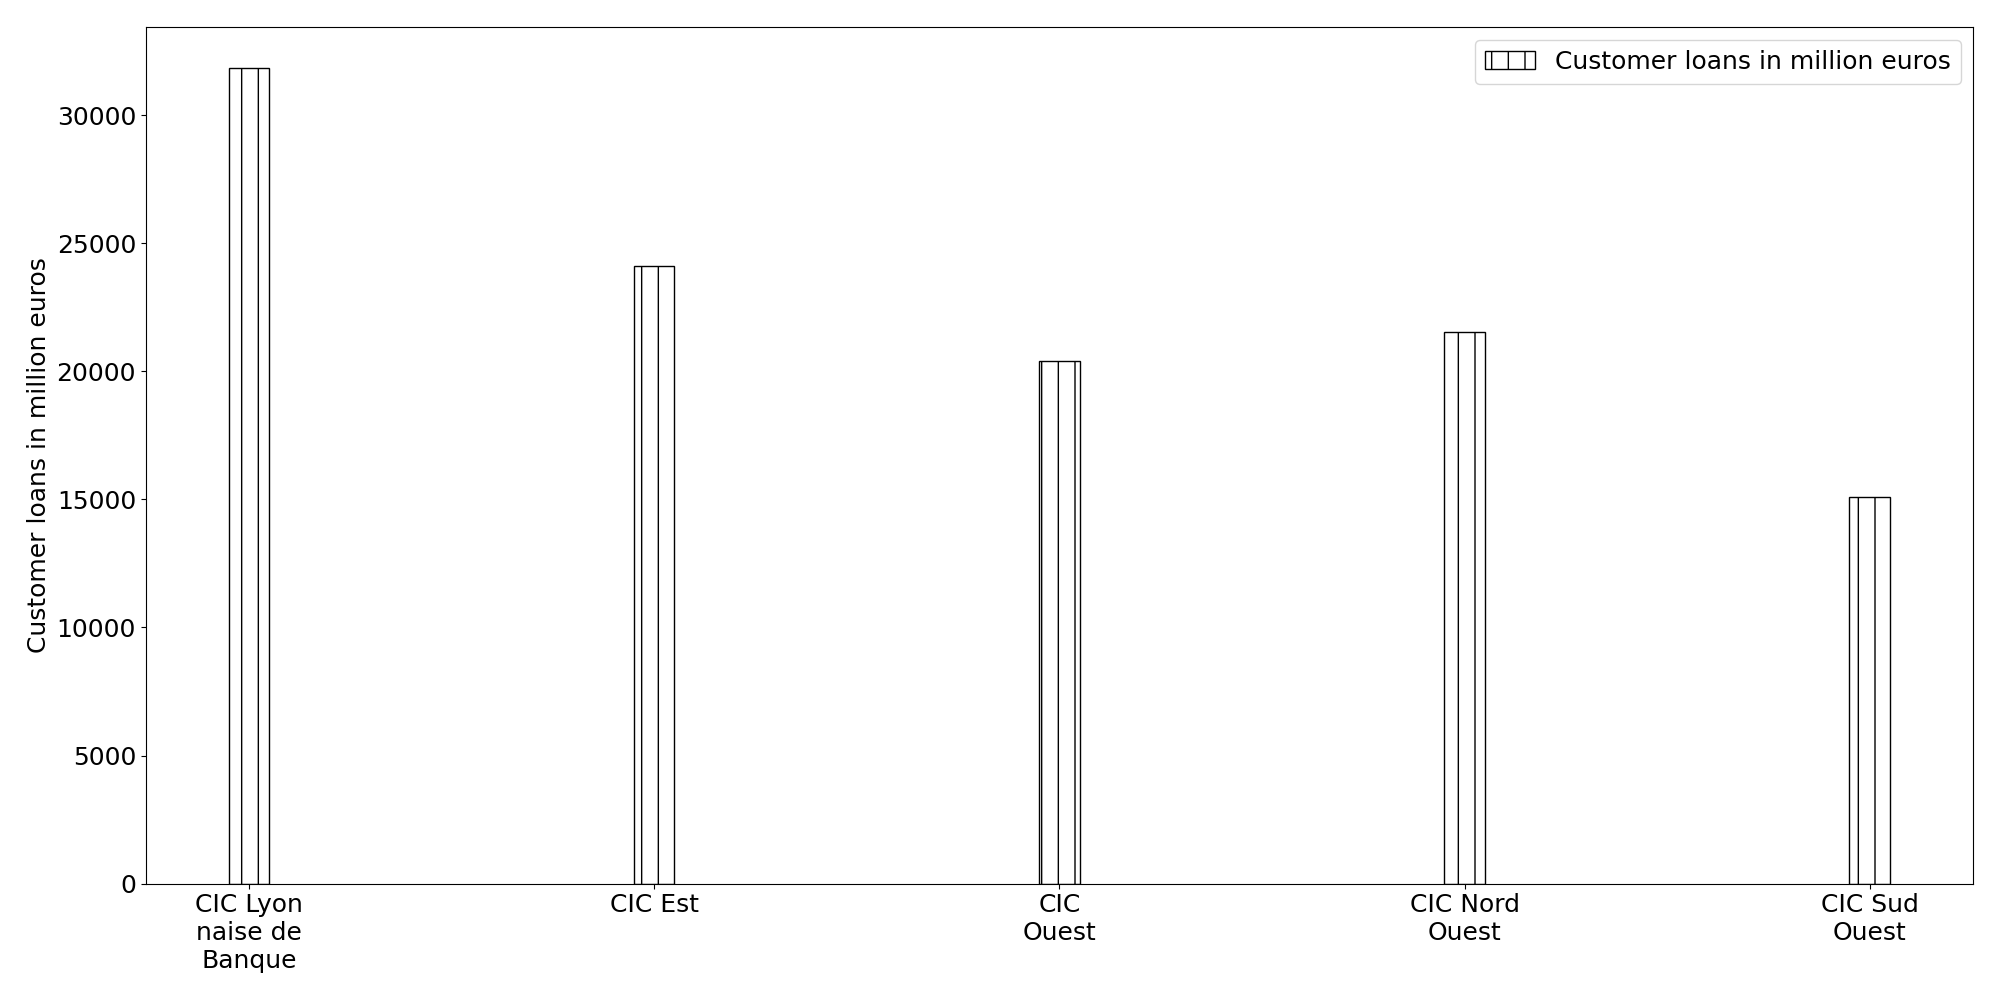 Customer loans in million euros
Customer loans in million euros
30000
25000
20000
15000
10000
5000
0
CIC Lyon
naise de
Banque
CIC Est
CIC
Ouest
CIC Nord
Ouest
CIC Sud
Ouest